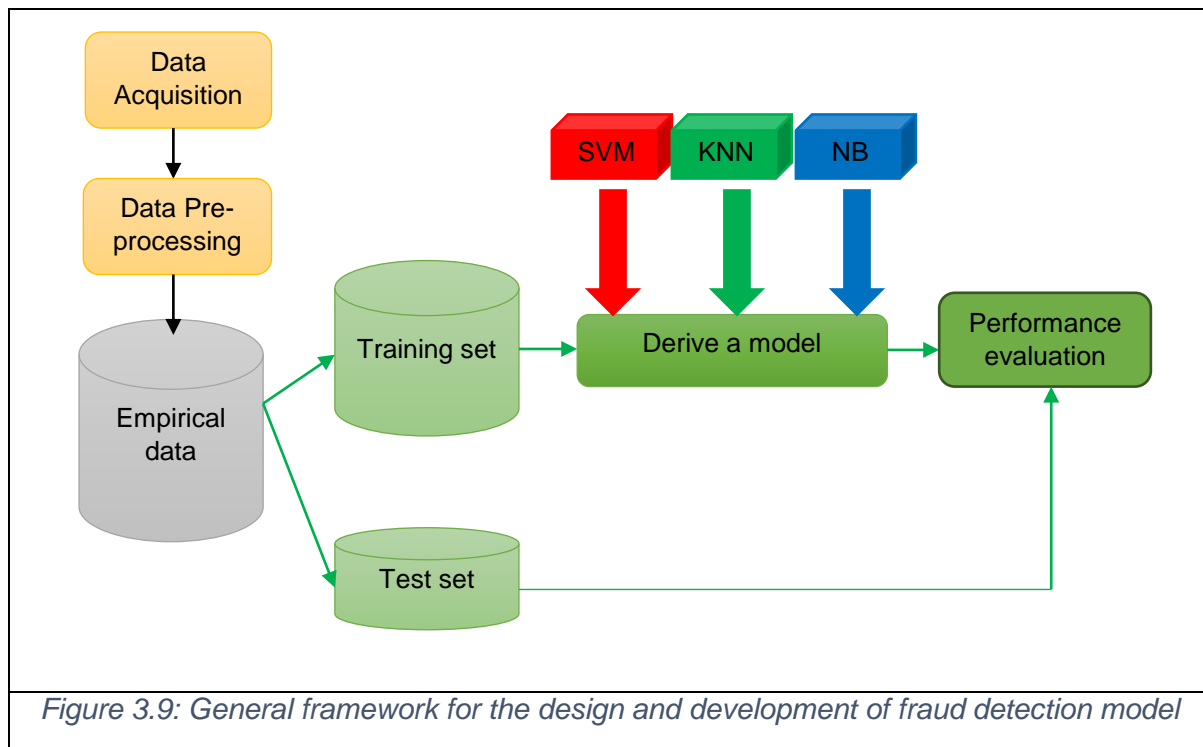 Data
Acquisition
SVM
KNN
NB
Data Pre-
processing
Training set
Derive a model
Performance
evaluation
Empirical
data
Test set
Figure 3.9: General framework for the design and development of fraud detection model